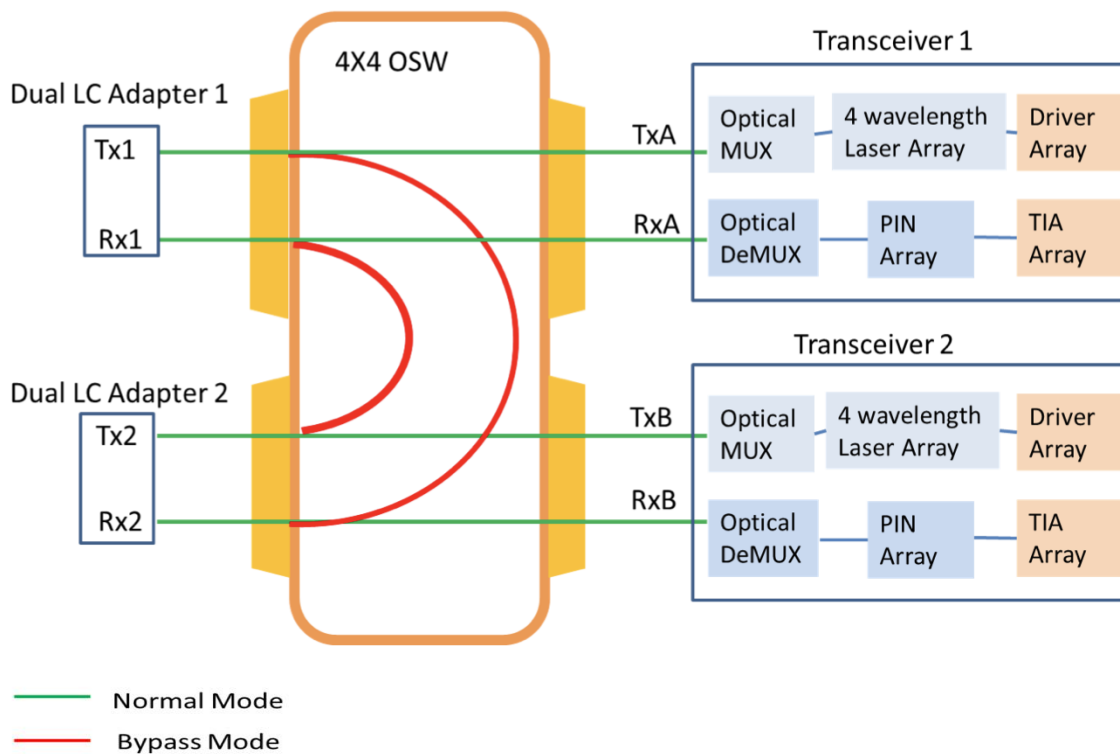 4X4 OSW
Transceiver 1
Dual LC Adapter 1
Tx1
Rx1
TxA
RxA
Optical
MUX
4 wavelength
Laser Array
Driver
Array
Optical
DeMUX
PIN
Array
TIA
Array
Transceiver 2
Dual LC Adapter 2
Tx2
Rx2
TxB
RxB
Optical
MUX
4 wavelength
Laser Array
Driver
Array
Optical
DeMUX
PIN
Array
TIA
Array
Normal Mode
Bypass Mode